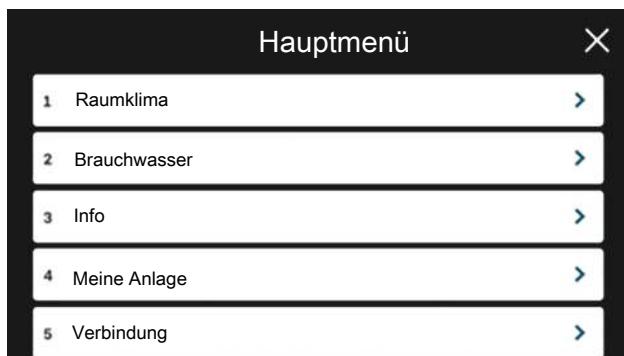 Hauptmenü
1 Raumklima
2 Brauchwasser
3 Info
4 Meine Anlage
5 Verbindung